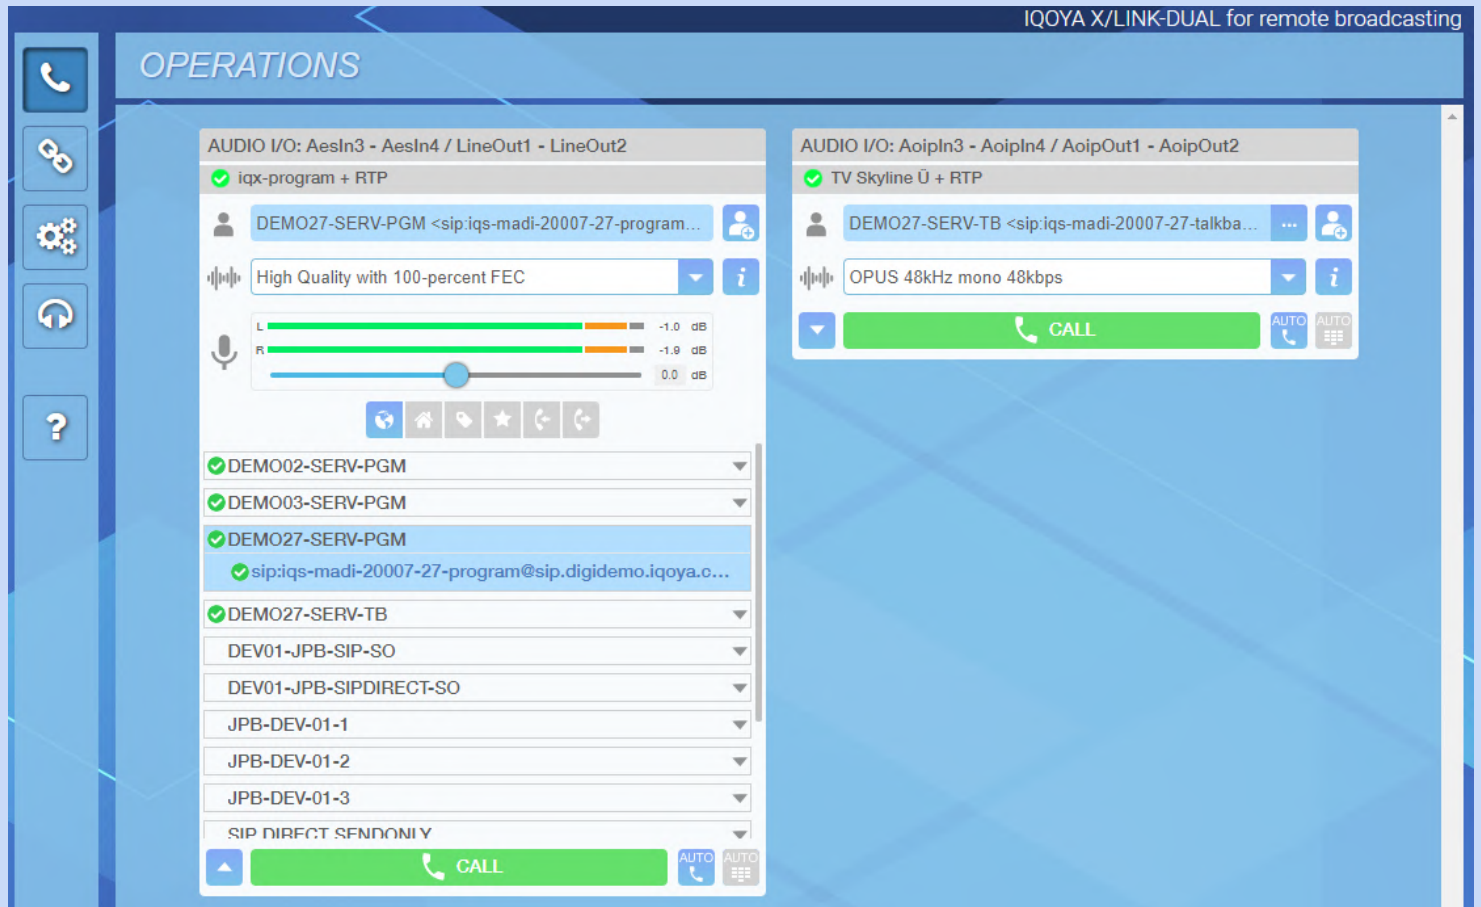 IQOYA X/LINK-DUAL for remote broadcasting
OPERATIONS
AUDIO I/O: AesIn3 - AesIn4 / LineOut1 - LineOut2
iqx-program + RTP
DEMO27-SERV-PGM <sip:iqs-madi-20007-27-program...
High Quality with 100-percent FEC
i
L -1.0 dB
R -1.9 dB
0.0 dB
DEMO02-SERV-PGM
DEMO03-SERV-PGM
DEMO27-SERV-PGM
sip:iqs-madi-20007-27-program@sip.digidemo.iqoya.c...
DEMO27-SERV-TB
DEV01-JPB-SIP-SO
DEV01-JPB-SIPDIRECT-SO
JPB-DEV-01-1
JPB-DEV-01-2
JPB-DEV-01-3
SIP DIRECT SENDONLY
CALL
AUTO
AUTO
AUDIO I/O: AoipIn3 - AoipIn4 / AoipOut1 - AoipOut2
TV Skyline Ü + RTP
DEMO27-SERV-TB <sip:iqs-madi-20007-27-talkba...
...
OPUS 48kHz mono 48kbps
i
CALL
AUTO
AUTO
?